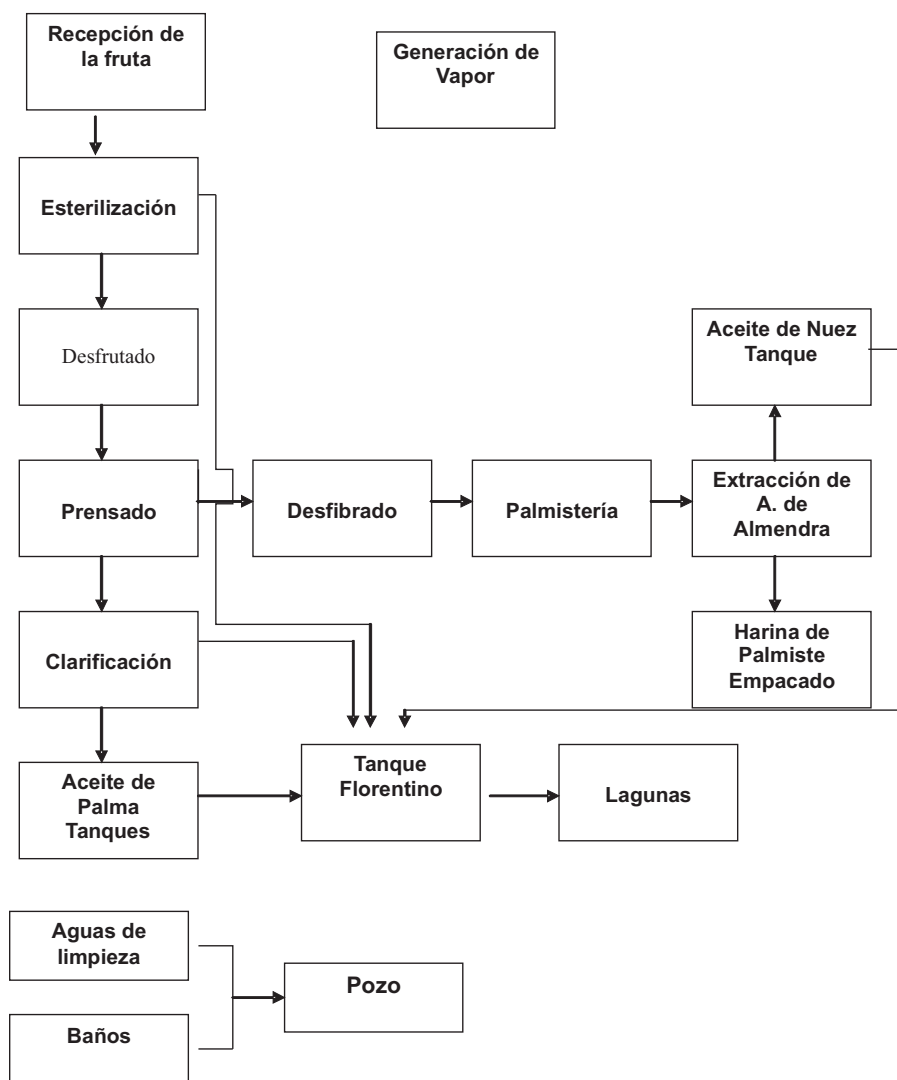 Recepción de
la fruta
Generación de
Vapor
Esterilización
Desfrutado
Aceite de Nuez
Tanque
Prensado
Desfibrado
Palmistería
Extracción de
A. de
Almendra
Clarificación
Harina de
Palmiste
Empacado
Aceite de
Palma
Tanques
Tanque
Florentino
Lagunas
Aguas de
limpieza
Pozo
Baños